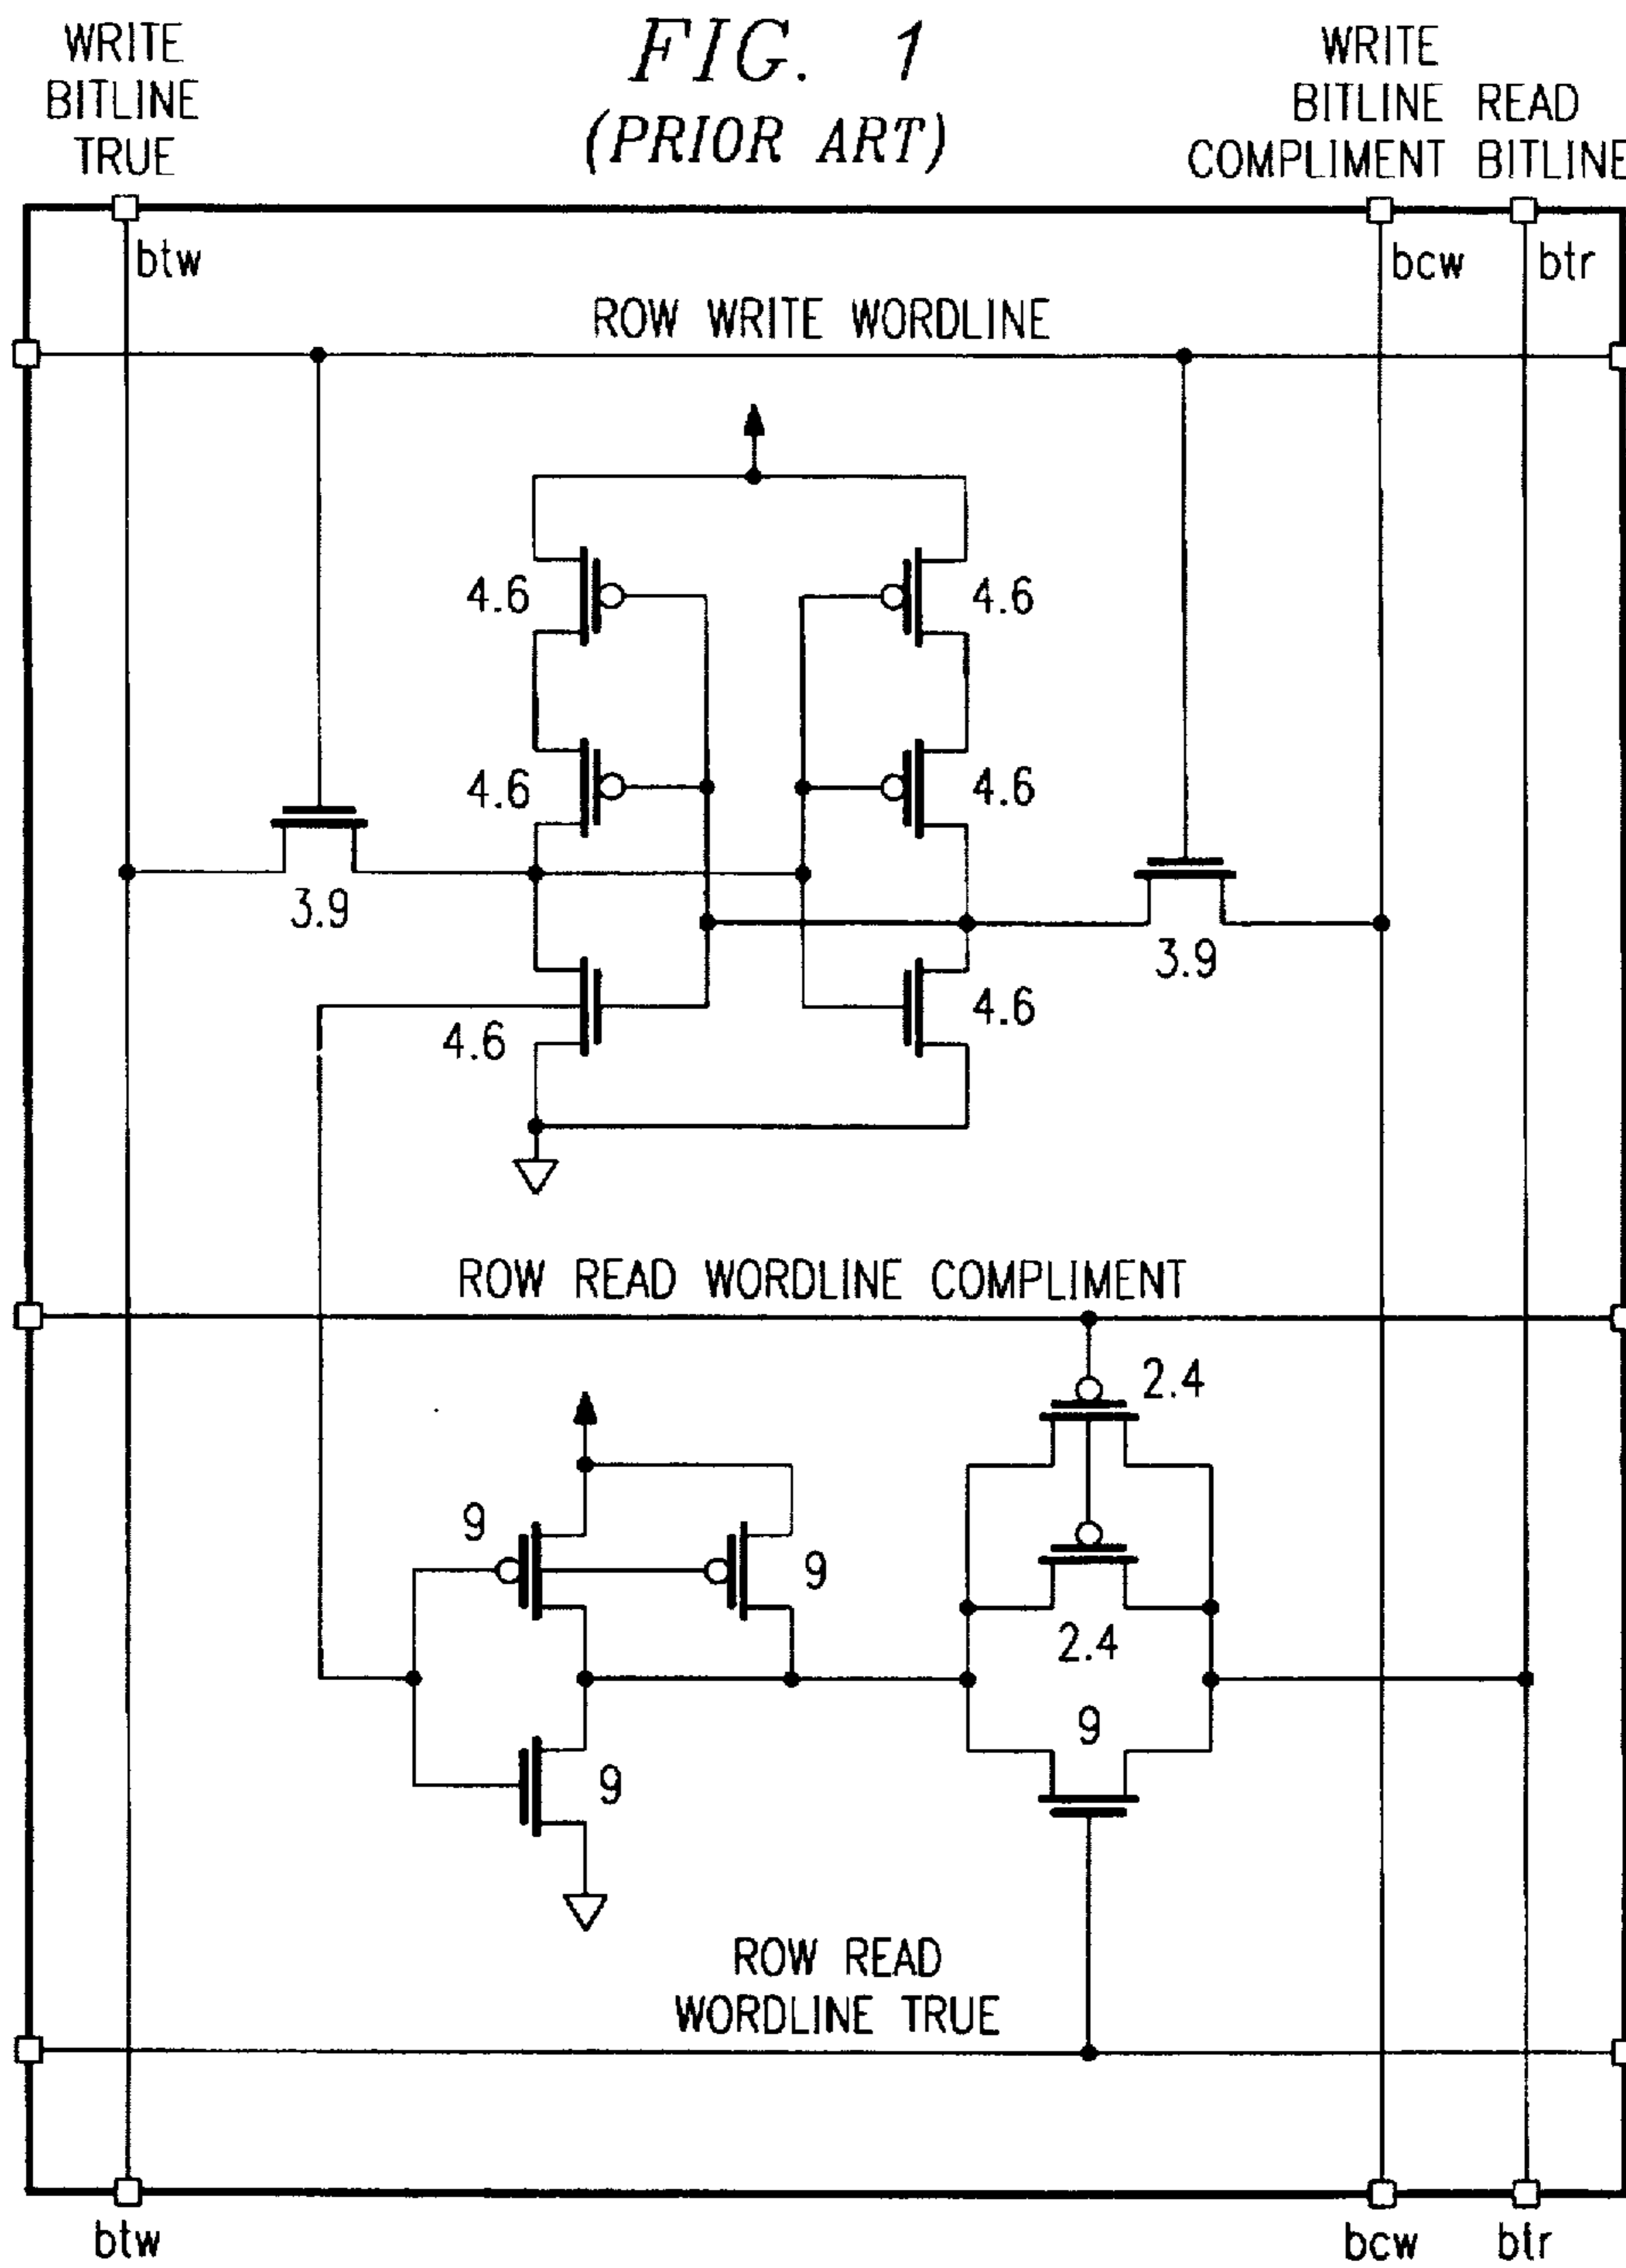 FIG. 1
(PRIOR ART)
WRITE
BITLINE
TRUE
WRITE
BITLINE READ
COMPLIMENT BITLINE
btw
bcw
btr
ROW WRITE WORDLINE
4.6
4.6
4.6
4.6
3.9
3.9
4.6
4.6
ROW READ WORDLINE COMPLIMENT
2.4
9
9
2.4
9
9
ROW READ
WORDLINE TRUE
btw
bcw
btr